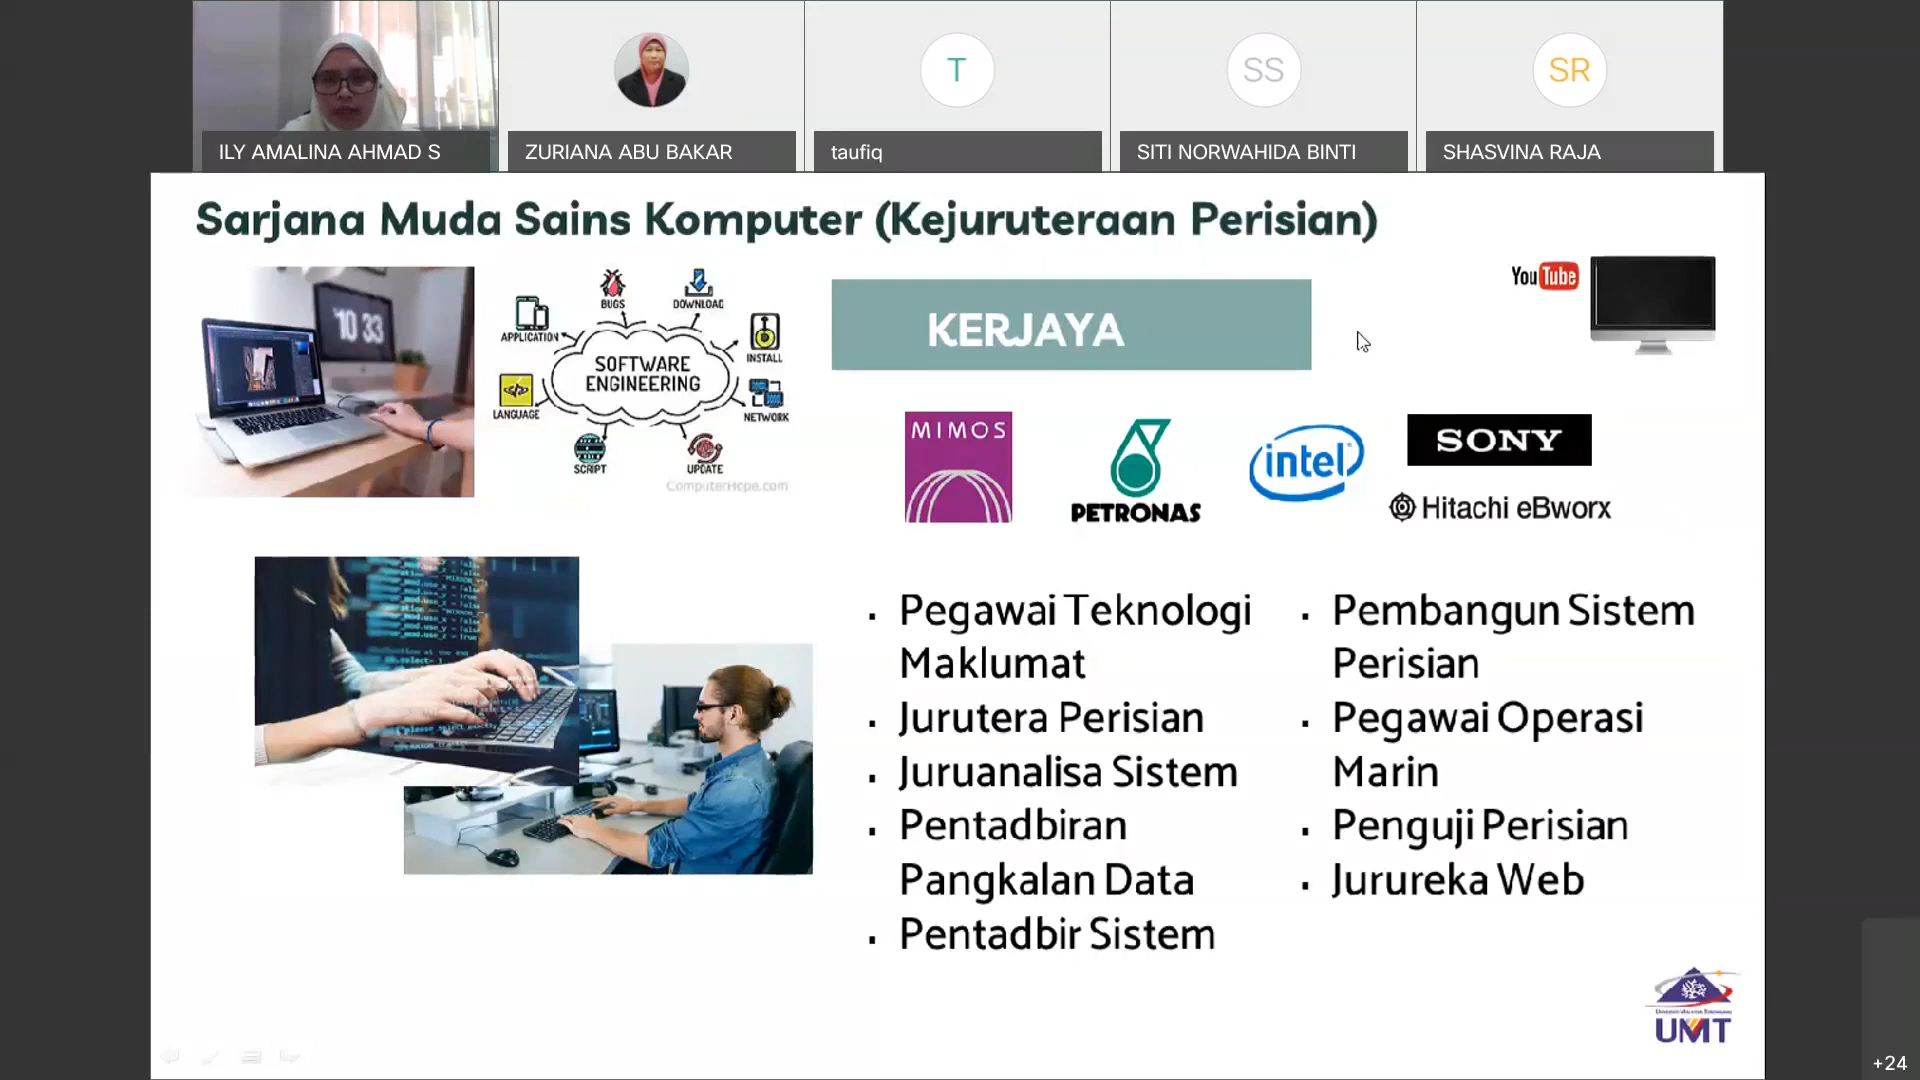 T
SS
SR
ILY AMALINA AHMAD S
ZURIANA ABU BAKAR
taufiq
SITI NORWAHIDA BINTI
SHASVINA RAJA
Sarjana Muda Sains Komputer (Kejuruteraan Perisian)
10 33
BUGS
DOWNLOAD
APPLICATION
INSTALL
SOFTWARE
ENGINEERING
LANGUAGE
NETWORK
SCRIPT
UPDATE
ComputerHope.com
KERJAYA
YouTube
MIMOS
PETRONAS
intel
SONY
Hitachi eBworx
Pegawai Teknologi
Maklumat
Jurutera Perisian
Juruanalisa Sistem
Pentadbiran
Pangkalan Data
Pentadbir Sistem
Pembangun Sistem
Perisian
Pegawai Operasi
Marin
Penguji Perisian
Jurureka Web
UMT
+24